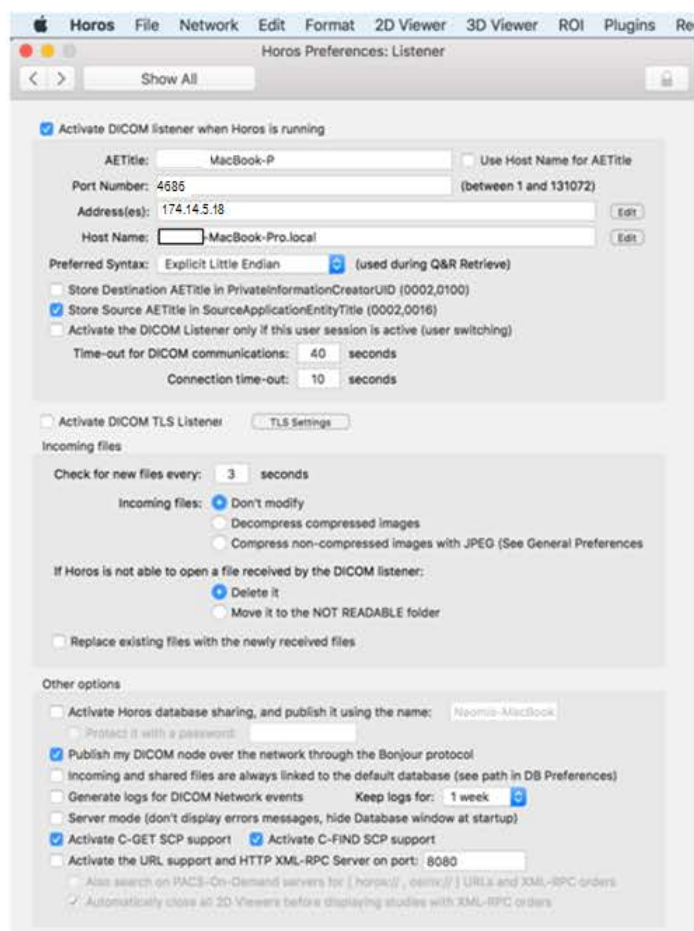 Horos File Network Edit Format 2D Viewer 3D Viewer ROI Plugins Re
Horos Preferences: Listener
Show All
Activate DICOM listener when Horos is running
AETitle: MacBook-P Use Host Name for AETitle
Port Number: 4686 (between 1 and 131072)
Address(es): 174.14.5.18 Edit
Host Name: -MacBook-Pro.local Edit
Preferred Syntax: Explicit Little Endian (used during Q&R Retrieve)
Store Destination AETitle in PrivateInformationCreatorUID (0002,0100)
Store Source AETitle in SourceApplicationEntityTitle (0002,0016)
Activate the DICOM Listener only if this user session is active (user switching)
Time-out for DICOM communications: 40 seconds
Connection time-out: 10 seconds
Activate DICOM TLS Listener TLS Settings
Incoming files
Check for new files every: 3 seconds
Incoming files: Don't modify
Decompress compressed images
Compress non-compressed images with JPEG (See General Preferences
If Horos is not able to open a file received by the DICOM listener:
Delete it
Move it to the NOT READABLE folder
Replace existing files with the newly received files
Other options
Activate Horos database sharing, and publish it using the name: Naomis-MacBook
Protect it with a password:
Publish my DICOM node over the network through the Bonjour protocol
Incoming and shared files are always linked to the default database (see path in DB Preferences)
Generate logs for DICOM Network events Keep logs for: 1 week
Server mode (don't display errors messages, hide Database window at startup)
Activate C-GET SCP support Activate C-FIND SCP support
Activate the URL support and HTTP XML-RPC Server on port: 8080
Also search on PACS-On-Demand servers for ( horos:// , osirix:// ) URLs and XML-RPC orders
Automatically close all 2D Viewers before displaying studies with XML-RPC orders